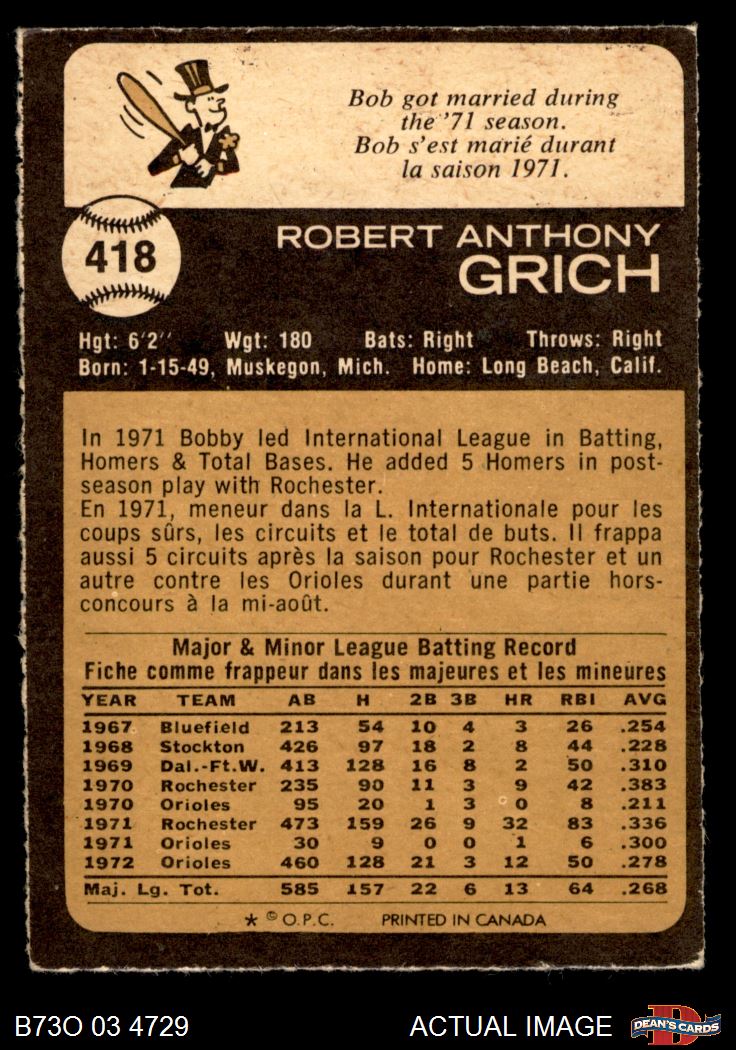 Bob got married during
the '71 season.
Bob s'est marié durant
la saison 1971.
418
ROBERT ANTHONY
GRICH
Hgt: 6'2'' Wgt: 180 Bats: Right Throws: Right
Born: 1-15-49, Muskegon, Mich. Home: Long Beach, Calif.
In 1971 Bobby led International League in Batting,
Homers & Total Bases. He added 5 Homers in post-
season play with Rochester.
En 1971, meneur dans la L. Internationale pour les
coups sûrs, les circuits et le total de buts. Il frappa
aussi 5 circuits après la saison pour Rochester et un
autre contre les Orioles durant une partie hors-
concours à la mi-août.
Major & Minor League Batting Record
Fiche comme frappeur dans les majeures et les mineures
YEAR TEAM AB H 2B 3B HR RBI AVG
1967 Bluefield 213 54 10 4 3 26 .254
1968 Stockton 426 97 18 2 8 44 .228
1969 Dal.-Ft.W. 413 128 16 8 2 50 .310
1970 Rochester 235 90 11 3 9 42 .383
1970 Orioles 95 20 1 3 0 8 .211
1971 Rochester 473 159 26 9 32 83 .336
1971 Orioles 30 9 0 0 1 6 .300
1972 Orioles 460 128 21 3 12 50 .278
Maj. Lg. Tot. 585 157 22 6 13 64 .268
* © O.P.C. PRINTED IN CANADA
B73O 03 4729 ACTUAL IMAGE DEAN'S CARDS